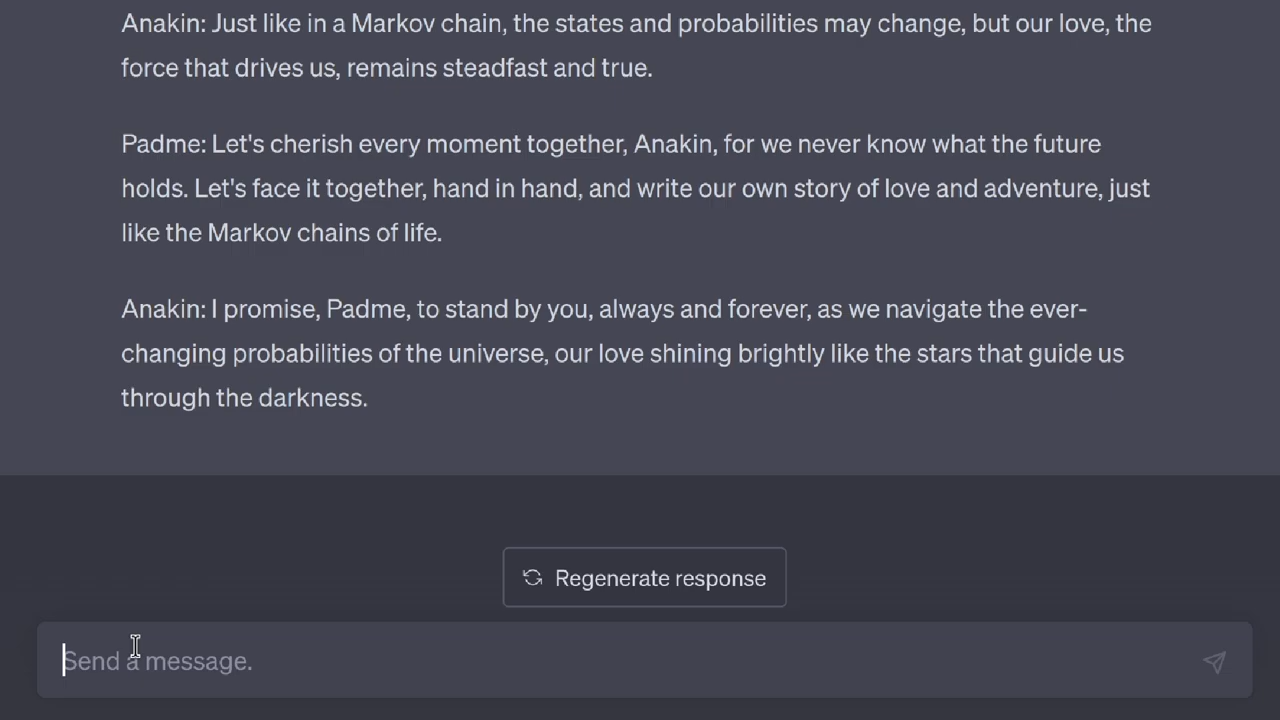 Anakin: Just like in a Markov chain, the states and probabilities may change, but our love, the
force that drives us, remains steadfast and true.
Padme: Let's cherish every moment together, Anakin, for we never know what the future
holds. Let's face it together, hand in hand, and write our own story of love and adventure, just
like the Markov chains of life.
Anakin: I promise, Padme, to stand by you, always and forever, as we navigate the ever-
changing probabilities of the universe, our love shining brightly like the stars that guide us
through the darkness.
Regenerate response
Send a message.